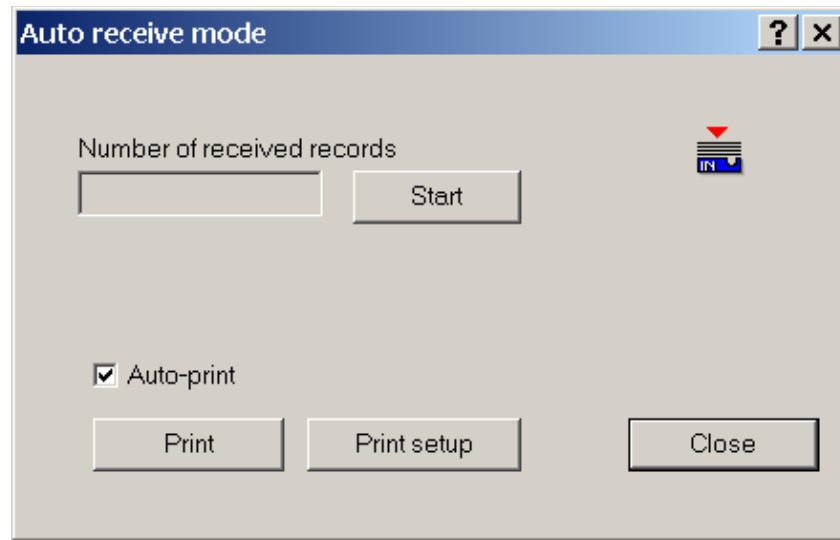 Auto receive mode
Number of received records
Start
IN
Auto-print
Print Print setup Close